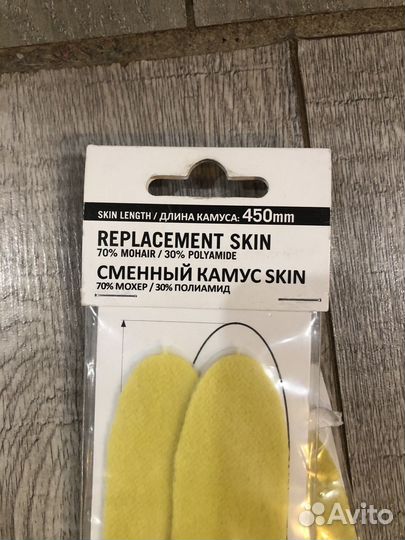 SKIN LENGTH / ДЛИНА КАМУСА: 450mm
REPLACEMENT SKIN
70% MOHAIR / 30% POLYAMIDE
СМЕННЫЙ КАМУС SKIN
70% МОХЕР / 30% ПОЛИАМИД
Avito